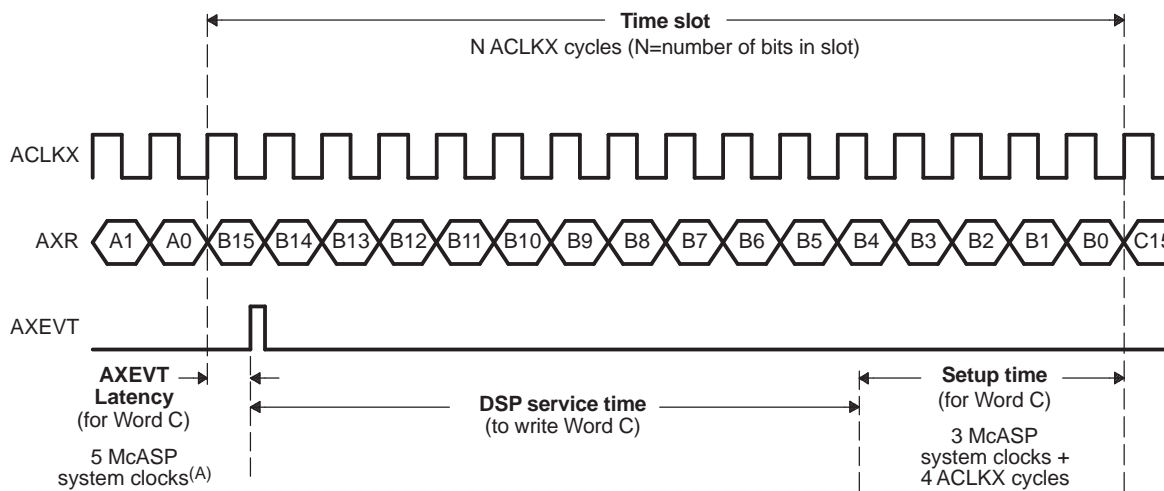 Time slot
N ACLKX cycles (N=number of bits in slot)
ACLKX
AXR
A1 A0 B15 B14 B13 B12 B11 B10 B9 B8 B7 B6 B5 B4 B3 B2 B1 B0 C15
AXEVT
AXEVT
Latency
(for Word C)
5 McASP
system clocks(A)
DSP service time
(to write Word C)
Setup time
(for Word C)
3 McASP
system clocks +
4 ACLKX cycles